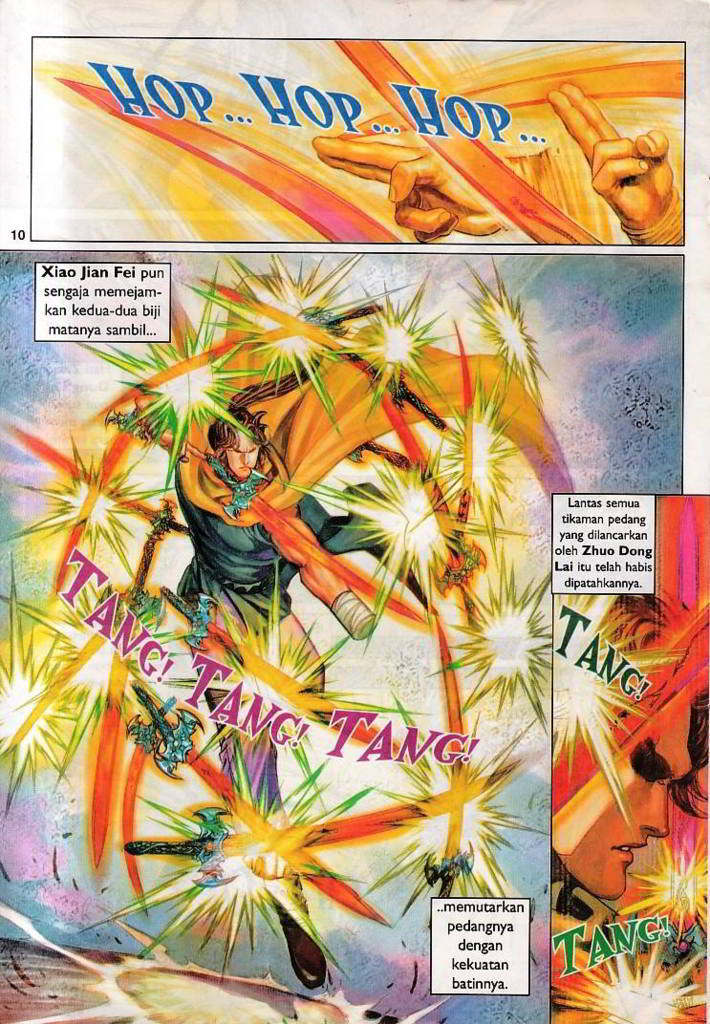 HOP... HOP... HOP...
10
Xiao Jian Fei pun
sengaja memejam-
kan kedua-dua biji
matanya sambil...
Lantas semua
tikaman pedang
yang dilancarkan
oleh Zhuo Dong
Lai itu telah habis
dipatahkannya.
TANG!
TANG! TANG! TANG!
..memutarkan
pedangnya
dengan
kekuatan
batinnya.
TANG!